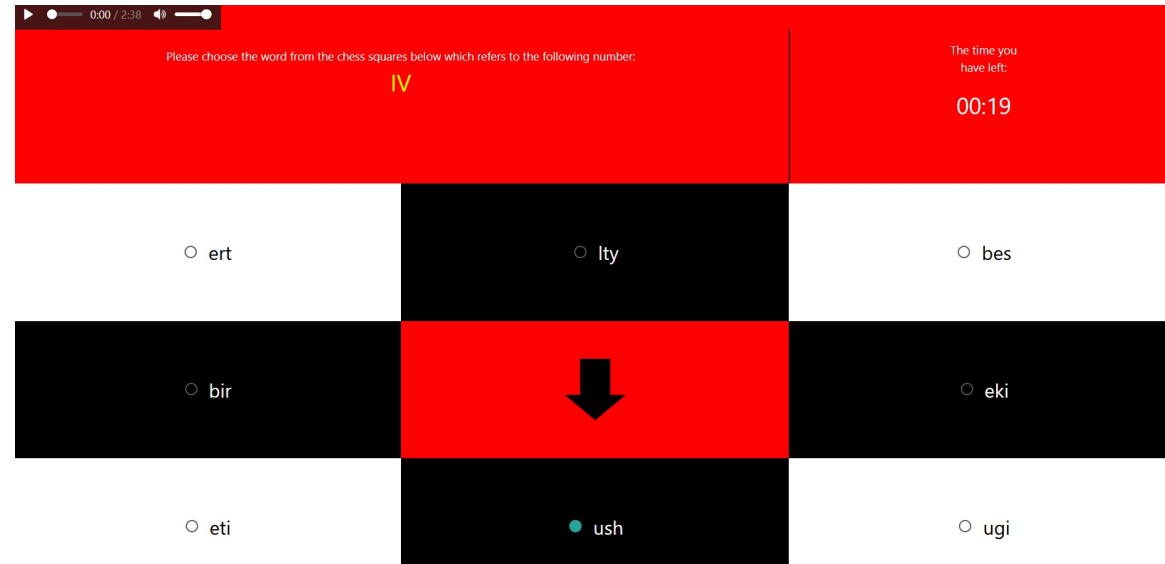 0:00 / 2:38
Please choose the word from the chess squares below which refers to the following number:
IV
The time you
have left:
00:19
ert
lty
bes
bir
eki
eti
ush
ugi